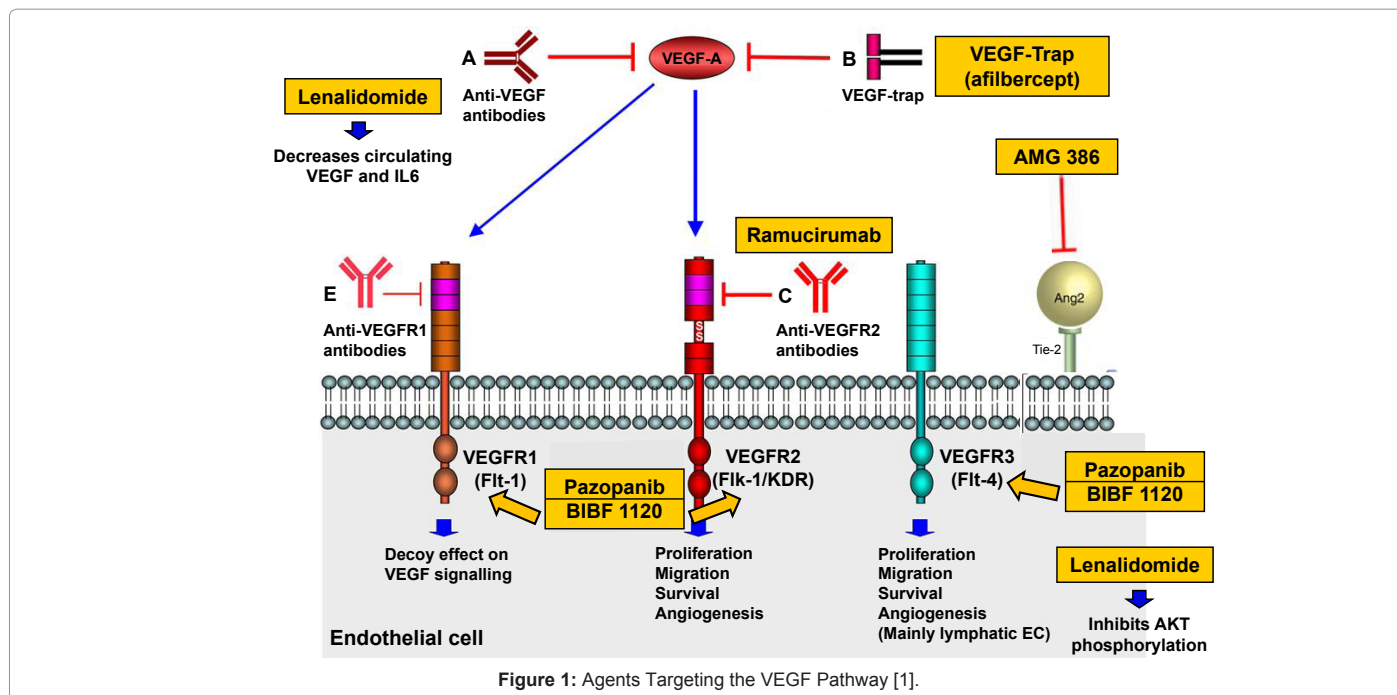 A
Anti-VEGF
antibodies
VEGF-A
B
VEGF-trap
VEGF-Trap
(afilbercept)
Lenalidomide
Decreases circulating
VEGF and IL6
AMG 386
Ramucirumab
E
Anti-VEGFR1
antibodies
S
S
C
Anti-VEGFR2
antibodies
Ang2
Tie-2
VEGFR1
(Flt-1)
Pazopanib
BIBF 1120
VEGFR2
(Flk-1/KDR)
VEGFR3
(Flt-4)
Pazopanib
BIBF 1120
Decoy effect on
VEGF signalling
Proliferation
Migration
Survival
Angiogenesis
Proliferation
Migration
Survival
Angiogenesis
(Mainly lymphatic EC)
Lenalidomide
Inhibits AKT
phosphorylation
Endothelial cell
Figure 1: Agents Targeting the VEGF Pathway [1].